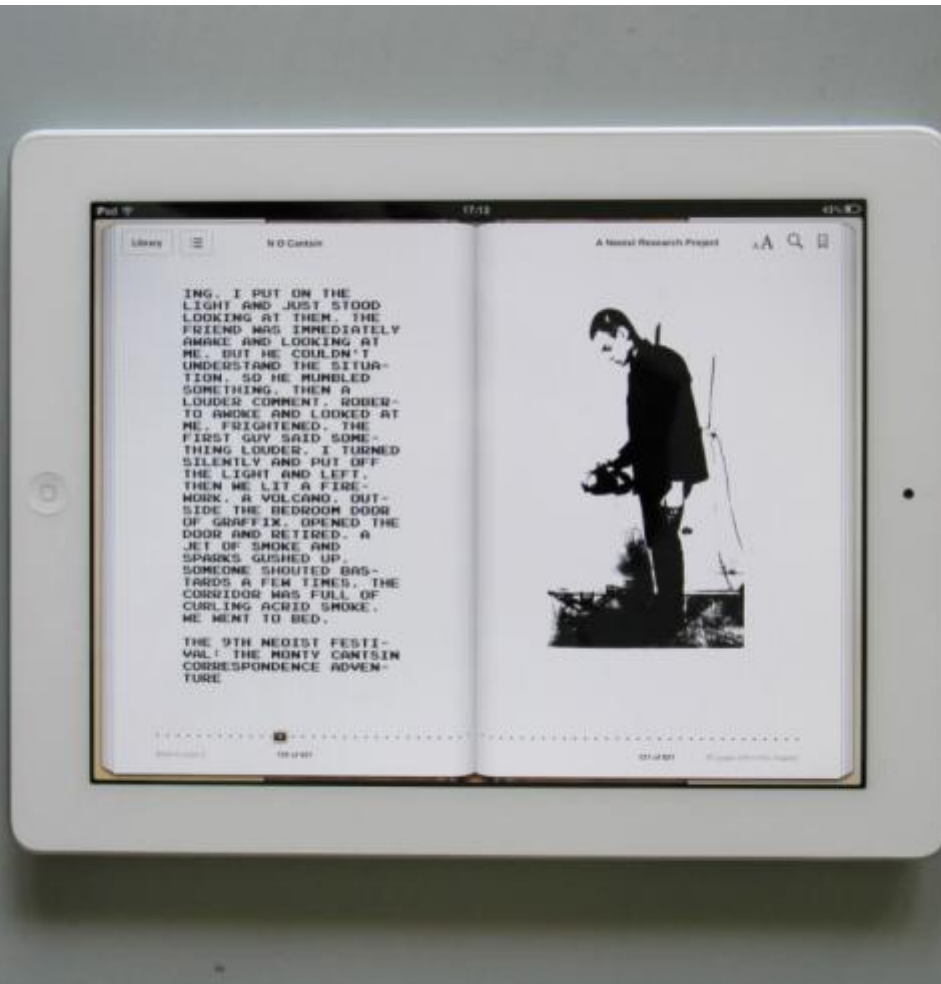 iPad
17:13
Library
N O Cantsin
A Neoist Research Project
AA
ING. I PUT ON THE
LIGHT AND JUST STOOD
LOOKING AT THEM. THE
FRIEND WAS IMMEDIATELY
AWAKE AND LOOKING AT
ME. BUT HE COULDN'T
UNDERSTAND THE SITUA-
TION. SO HE MUMBLED
SOMETHING. THEN A
LOUDER COMMENT. ROBER-
TO AWOKE AND LOOKED AT
ME, FRIGHTENED. THE
FIRST GUY SAID SOME-
THING LOUDER. I TURNED
SILENTLY AND PUT OFF
THE LIGHT AND LEFT.
THEN WE LIT A FIRE-
WORK. A VOLCANO. OUT-
SIDE THE BEDROOM DOOR
OF GRAFFIX. OPENED THE
DOOR AND RETIRED. A
JET OF SMOKE AND
SPARKS GUSHED UP.
SOMEONE SHOUTED BAS-
TARDS A FEW TIMES. THE
CORRIDOR WAS FULL OF
CURLING ACRID SMOKE.
WE WENT TO BED.
THE 9TH NEOIST FESTI-
VAL: THE MONTY CANTSIN
CORRESPONDENCE ADVEN-
TURE